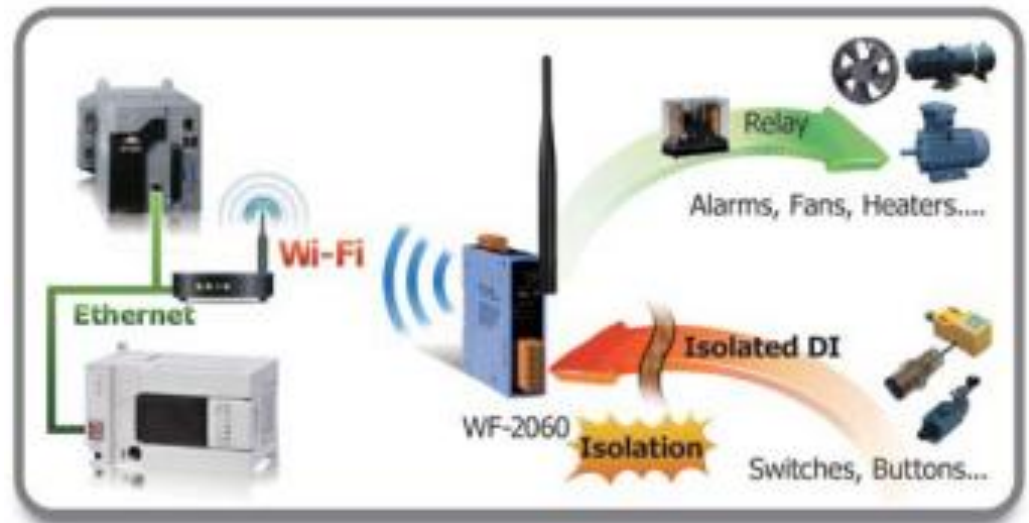 Relay
Alarms, Fans, Heaters....
Wi-Fi
Ethernet
Isolated DI
WF-2060
Isolation
Switches, Buttons...